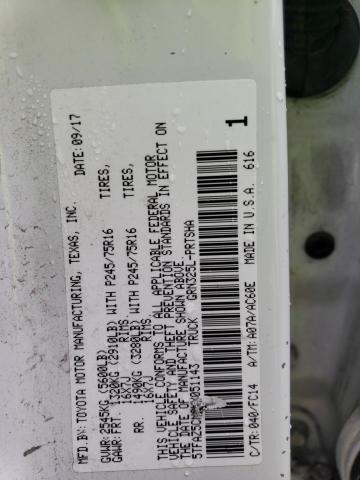 MFD.BY: TOYOTA MOTOR MANUFACTURING, TEXAS, INC. DATE: 09/17
GVWR: 2545KG (5600LB)
GAWR: FRT. 1320KG (2910LB) WITH P245/75R16 TIRES,
16X7J RIMS
RR. 1490KG (3280LB) WITH P245/75R16 TIRES,
16X7J RIMS
THIS VEHICLE CONFORMS TO ALL APPLICABLE FEDERAL MOTOR
VEHICLE SAFETY AND THEFT PREVENTION STANDARDS IN EFFECT ON
THE DATE OF MANUFACTURE SHOWN ABOVE.
TRUCK GRN325L-PRTSHA
C/TR: 040/FC14 A/TM: A07A/AC60E MADE IN U.S.A. 616
1